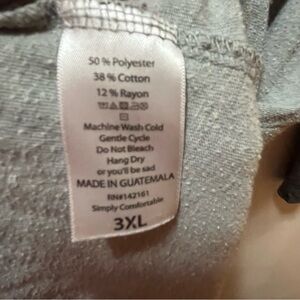 50 % Polyester
38 % Cotton
12 % Rayon
Machine Wash Cold
Gentle Cycle
Do Not Bleach
Hang Dry
or you'll be sad
MADE IN GUATEMALA
RN#142161
Simply Comfortable
3XL